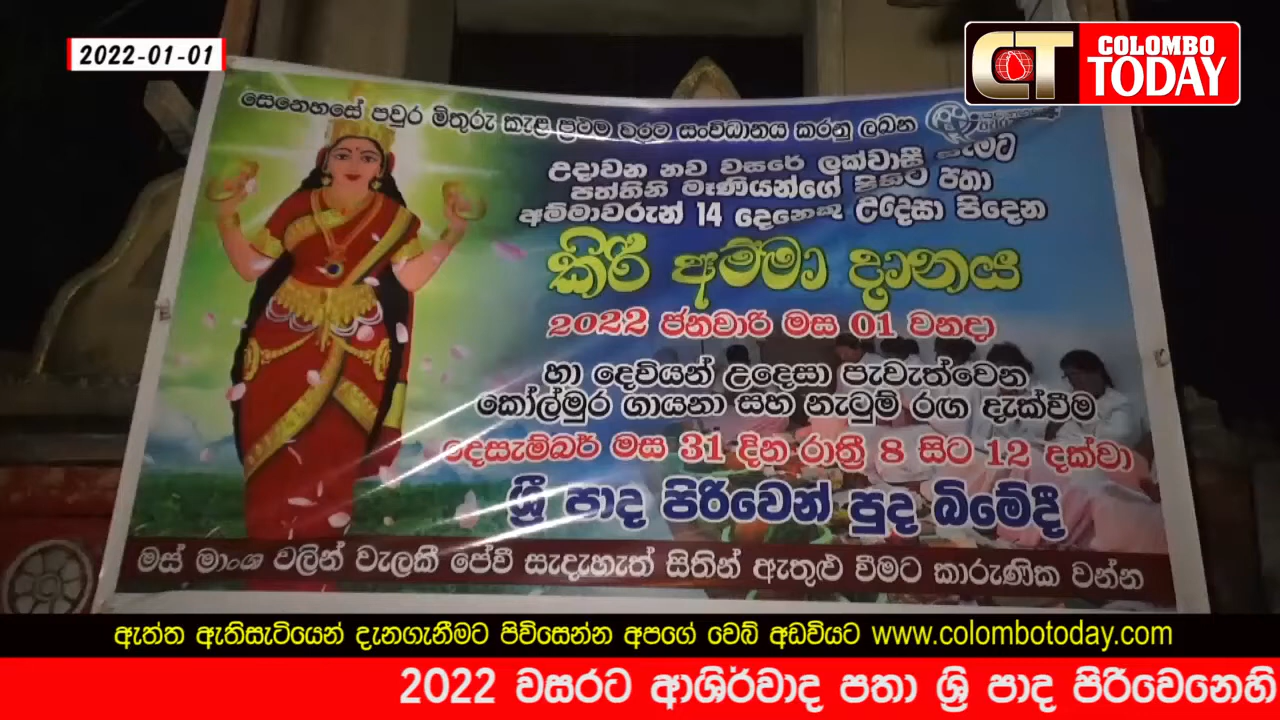 2022-01-01
CT COLOMBO
TODAY
සෙනෙහසේ පවුර මිතුරු කැළ ප්‍රථම වරට සංවිධානය කරනු ලබන
උදාවන නව වසරේ ලක්වාසී සැමට
පත්තිනි මෑණියන්ගේ පිහිට පතා
අම්මාවරුන් 14 දෙනෙකු උදෙසා පිදෙන
කිරි අම්මා දානය
2022 ජනවාරි මස 01 වනදා
හා දෙවියන් උදෙසා පැවැත්වෙන
කෝල්මුර ගායනා සහ නැටුම් රඟ දැක්වීම
දෙසැම්බර් මස 31 දින රාත්‍රී 8 සිට 12 දක්වා
ශ්‍රී පාද පිරිවෙන් පුද බිමේදී
මස් මාංශ වලින් වැලකී පේවී සැදැහැත් සිතින් ඇතුළු වීමට කාරුණික වන්න
ඇත්ත ඇතිසැටියෙන් දැනගැනීමට පිවිසෙන්න අපගේ වෙබ් අඩවියට www.colombotoday.com
2022 වසරට ආශිර්වාද පතා ශ්‍රි පාද පිරිවෙනෙහි